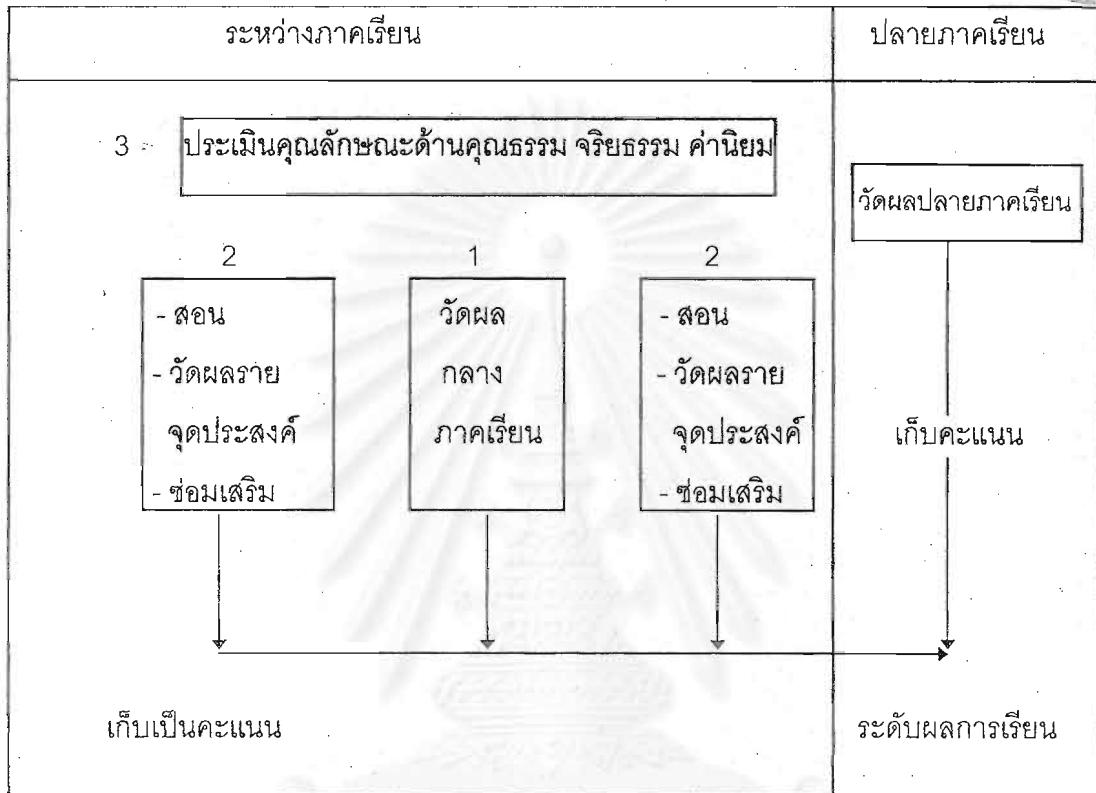 ระหว่างภาคเรียน
ปลายภาคเรียน
3 ประเมินคุณลักษณะด้านคุณธรรม จริยธรรม ค่านิยม
วัดผลปลายภาคเรียน
2
- สอน
- วัดผลราย
จุดประสงค์
- ซ่อมเสริม
1
วัดผล
กลาง
ภาคเรียน
2
- สอน
- วัดผลราย
จุดประสงค์
- ซ่อมเสริม
เก็บคะแนน
เก็บเป็นคะแนน
ระดับผลการเรียน